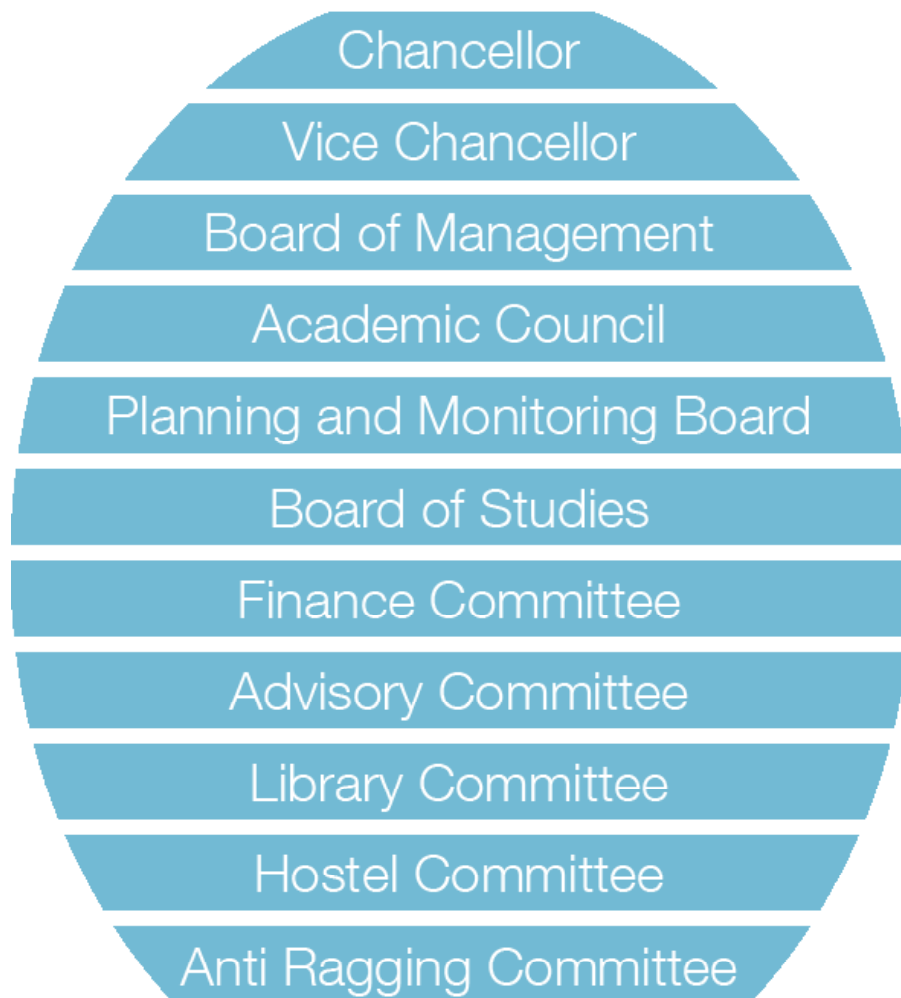 Chancellor
Vice Chancellor
Board of Management
Academic Council
Planning and Monitoring Board
Board of Studies
Finance Committee
Advisory Committee
Library Committee
Hostel Committee
Anti Ragging Committee